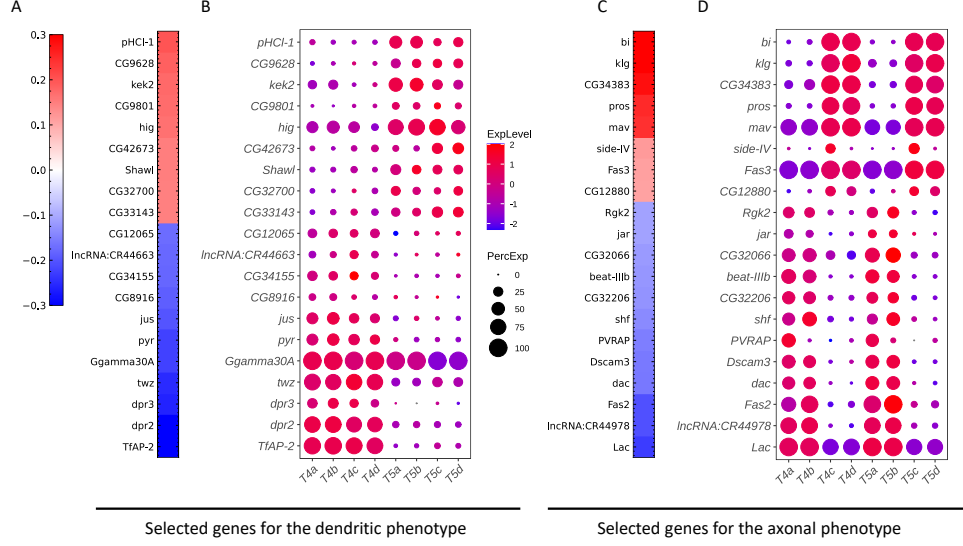 A
B
C
D
0.3
0.2
0.1
0.0
−0.1
−0.2
−0.3
pHCl-1
CG9628
kek2
CG9801
hig
CG42673
Shawl
CG32700
CG33143
CG12065
lncRNA:CR44663
CG34155
CG8916
jus
pyr
Ggamma30A
twz
dpr3
dpr2
TfAP-2
pHCl-1
CG9628
kek2
CG9801
hig
CG42673
Shawl
CG32700
CG33143
CG12065
lncRNA:CR44663
CG34155
CG8916
jus
pyr
Ggamma30A
twz
dpr3
dpr2
TfAP-2
T4a T4b T4c T4d T5a T5b T5c T5d
ExpLevel
2
1
0
-1
-2
PercExp
0
25
50
75
100
bi
klg
CG34383
pros
mav
side-IV
Fas3
CG12880
Rgk2
jar
CG32066
beat-IIIb
CG32206
shf
PVRAP
Dscam3
dac
Fas2
lncRNA:CR44978
Lac
bi
klg
CG34383
pros
mav
side-IV
Fas3
CG12880
Rgk2
jar
CG32066
beat-IIIb
CG32206
shf
PVRAP
Dscam3
dac
Fas2
lncRNA:CR44978
Lac
T4a T4b T4c T4d T5a T5b T5c T5d
Selected genes for the dendritic phenotype
Selected genes for the axonal phenotype